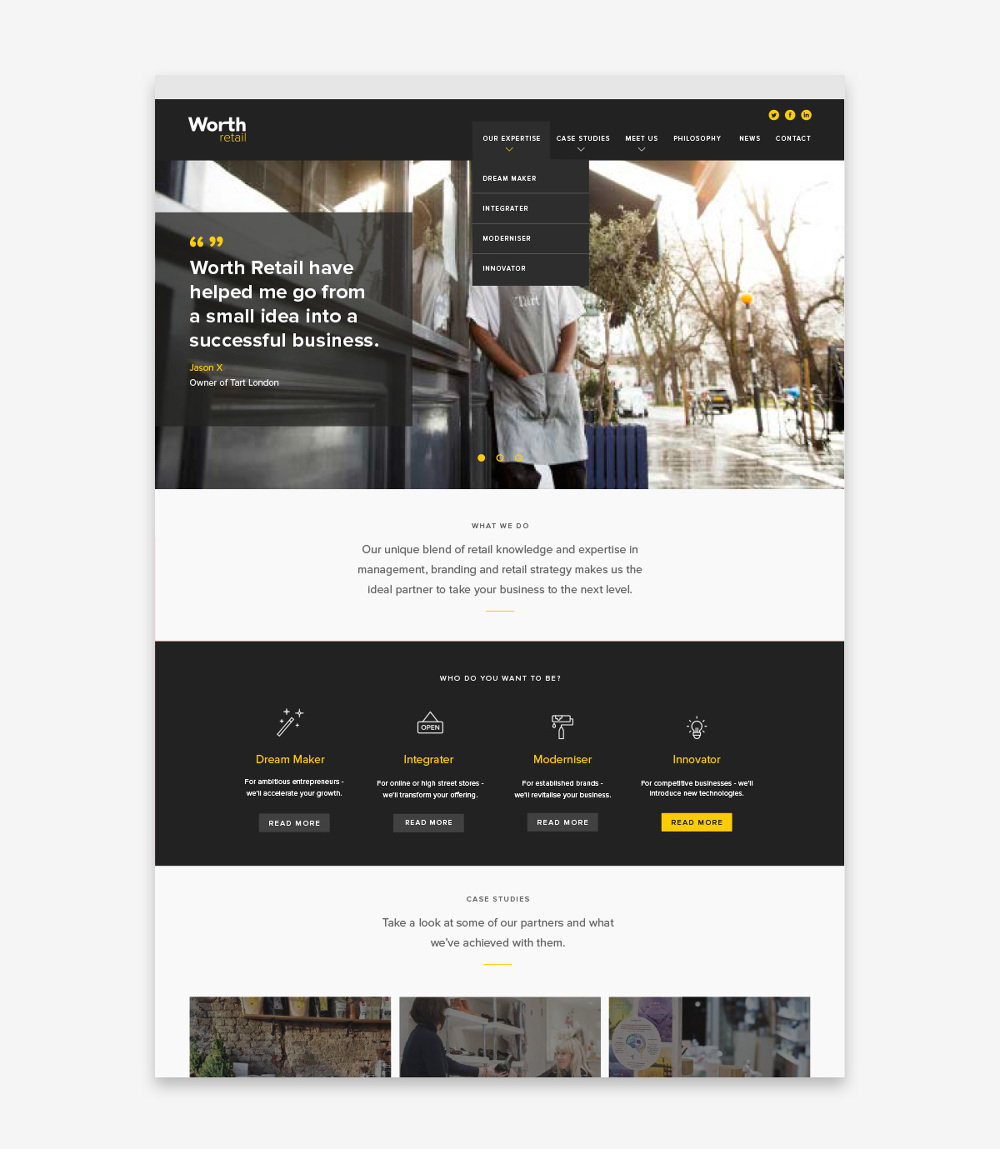 Worth
retail
OUR EXPERTISE
CASE STUDIES
MEET US
PHILOSOPHY
NEWS
CONTACT
DREAM MAKER
INTEGRATER
MODERNISER
INNOVATOR
“ ”
Worth Retail have
helped me go from
a small idea into a
successful business.
Jason X
Owner of Tart London
Tart
WHAT WE DO
Our unique blend of retail knowledge and expertise in
management, branding and retail strategy makes us the
ideal partner to take your business to the next level.
WHO DO YOU WANT TO BE?
OPEN
Dream Maker
For ambitious entrepreneurs -
we'll accelerate your growth.
READ MORE
Integrater
For online or high street stores -
we'll transform your offering.
READ MORE
Moderniser
For established brands -
we'll revitalise your business.
READ MORE
Innovator
For competitive businesses - we'll
introduce new technologies.
READ MORE
CASE STUDIES
Take a look at some of our partners and what
we've achieved with them.